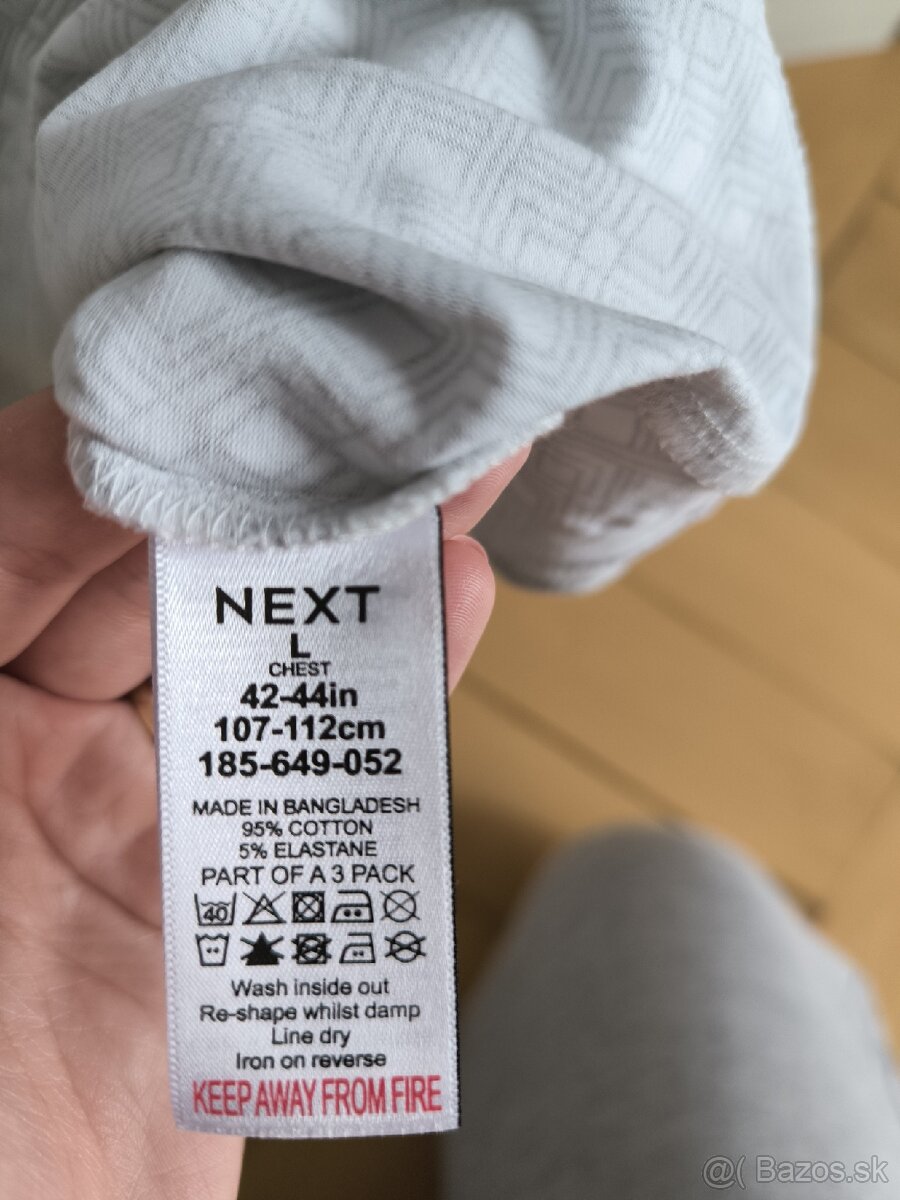 NEXT
L
CHEST
42-44in
107-112cm
185-649-052
MADE IN BANGLADESH
95% COTTON
5% ELASTANE
PART OF A 3 PACK
40
Wash inside out
Re-shape whilst damp
Line dry
Iron on reverse
KEEP AWAY FROM FIRE
@( Bazos.sk